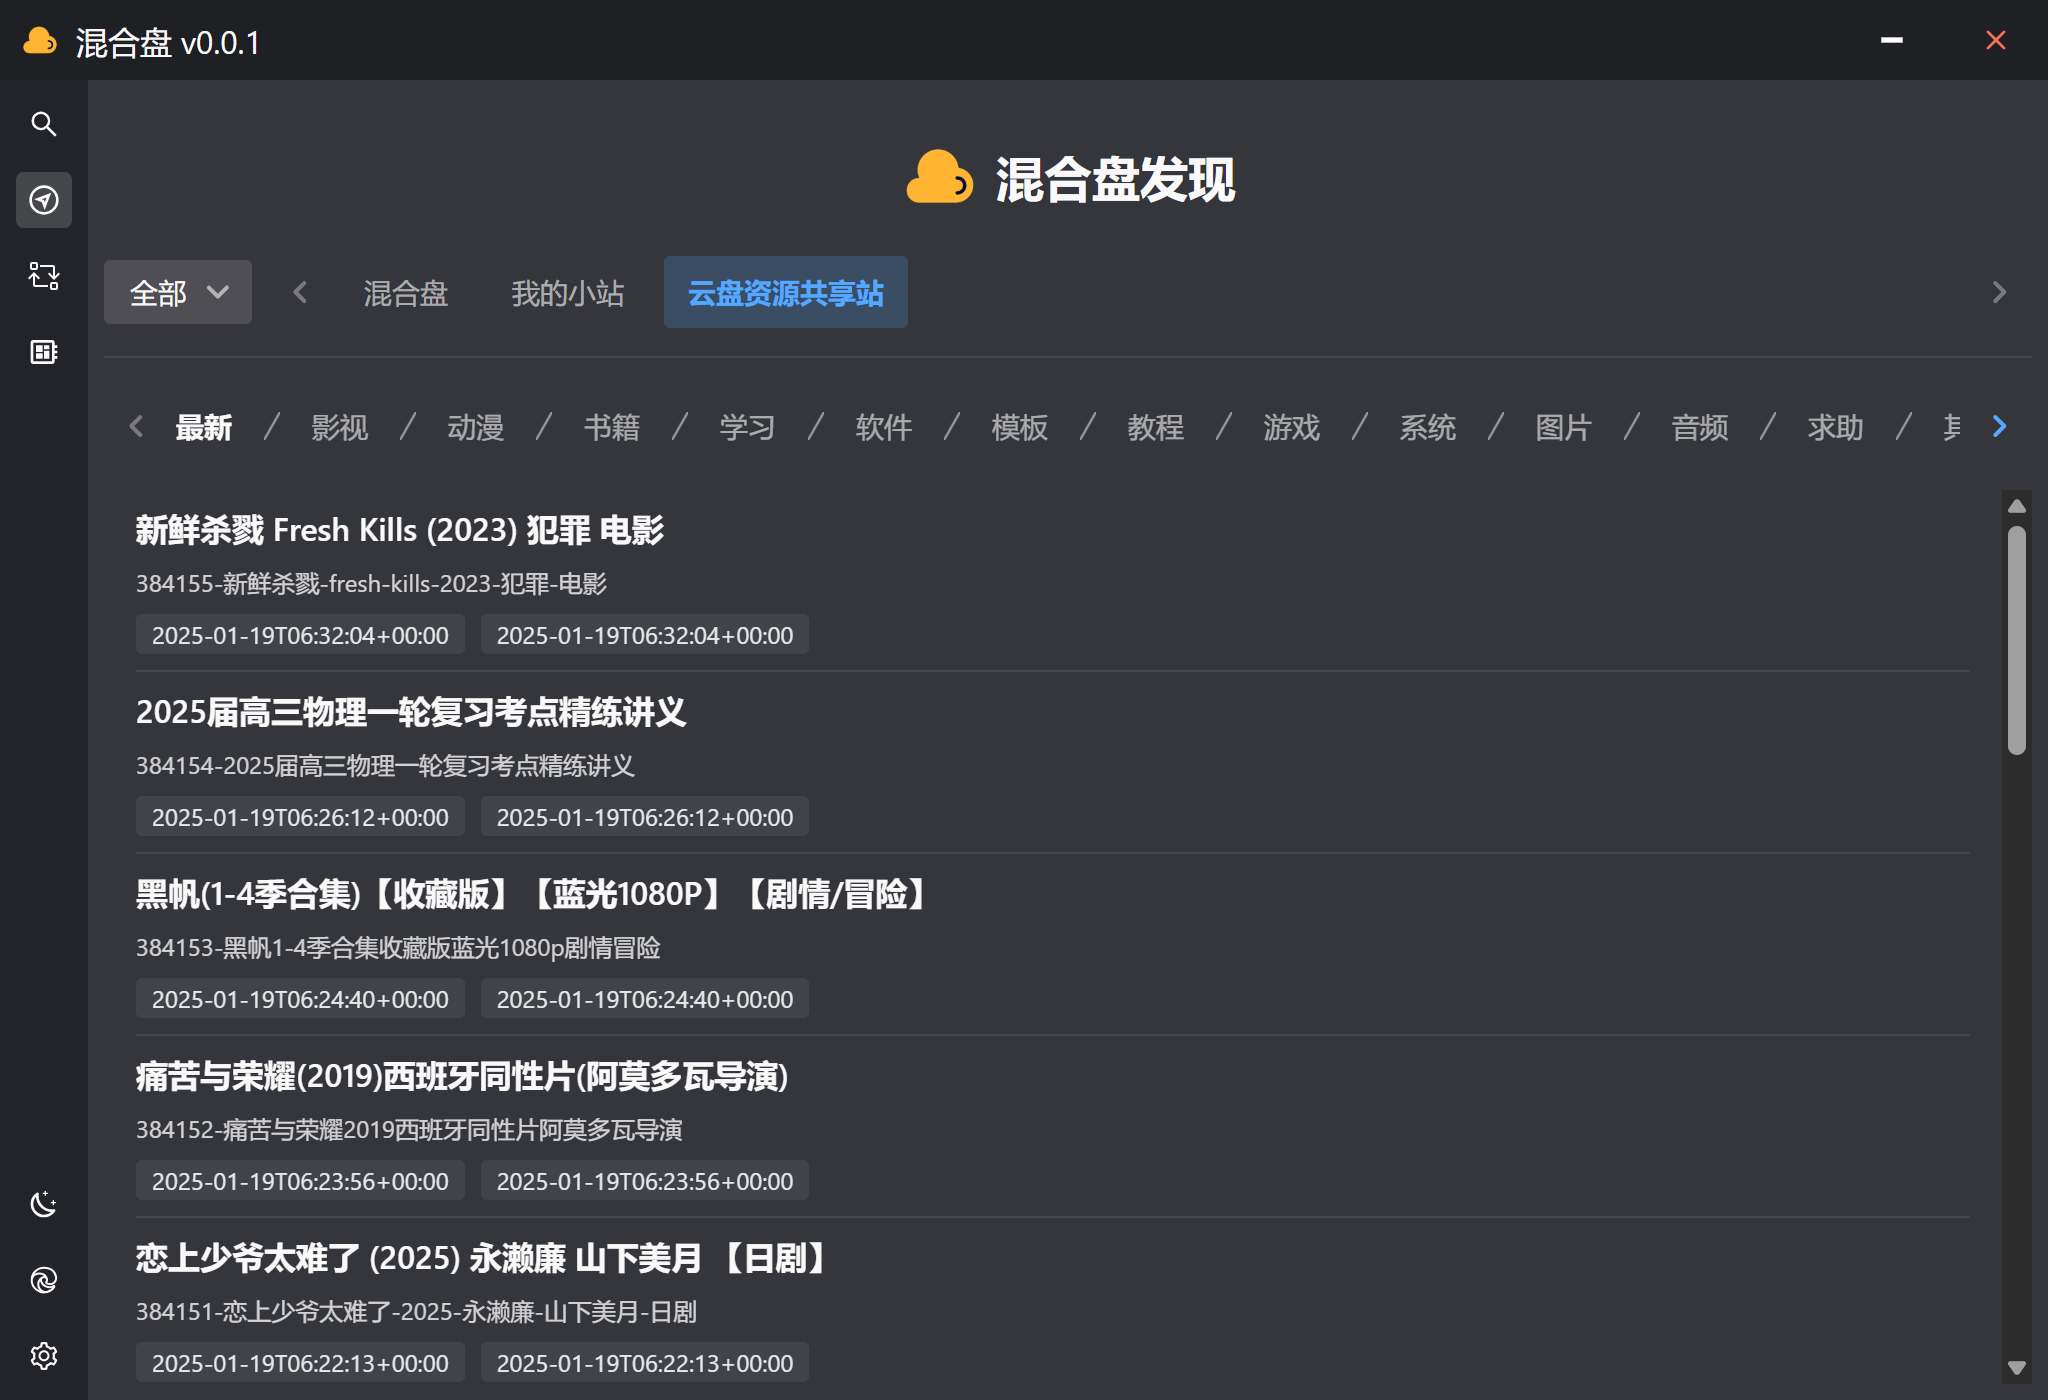 混合盘 v0.0.1
混合盘发现
全部 混合盘 我的小站 云盘资源共享站
最新 / 影视 / 动漫 / 书籍 / 学习 / 软件 / 模板 / 教程 / 游戏 / 系统 / 图片 / 音频 / 求助 /
新鲜杀戮 Fresh Kills (2023) 犯罪 电影
384155-新鲜杀戮-fresh-kills-2023-犯罪-电影
2025-01-19T06:32:04+00:00 2025-01-19T06:32:04+00:00
2025届高三物理一轮复习考点精练讲义
384154-2025届高三物理一轮复习考点精练讲义
2025-01-19T06:26:12+00:00 2025-01-19T06:26:12+00:00
黑帆(1-4季合集)【收藏版】【蓝光1080P】【剧情/冒险】
384153-黑帆1-4季合集收藏版蓝光1080p剧情冒险
2025-01-19T06:24:40+00:00 2025-01-19T06:24:40+00:00
痛苦与荣耀(2019)西班牙同性片(阿莫多瓦导演)
384152-痛苦与荣耀2019西班牙同性片阿莫多瓦导演
2025-01-19T06:23:56+00:00 2025-01-19T06:23:56+00:00
恋上少爷太难了 (2025) 永濑廉 山下美月 【日剧】
384151-恋上少爷太难了-2025-永濑廉-山下美月-日剧
2025-01-19T06:22:13+00:00 2025-01-19T06:22:13+00:00